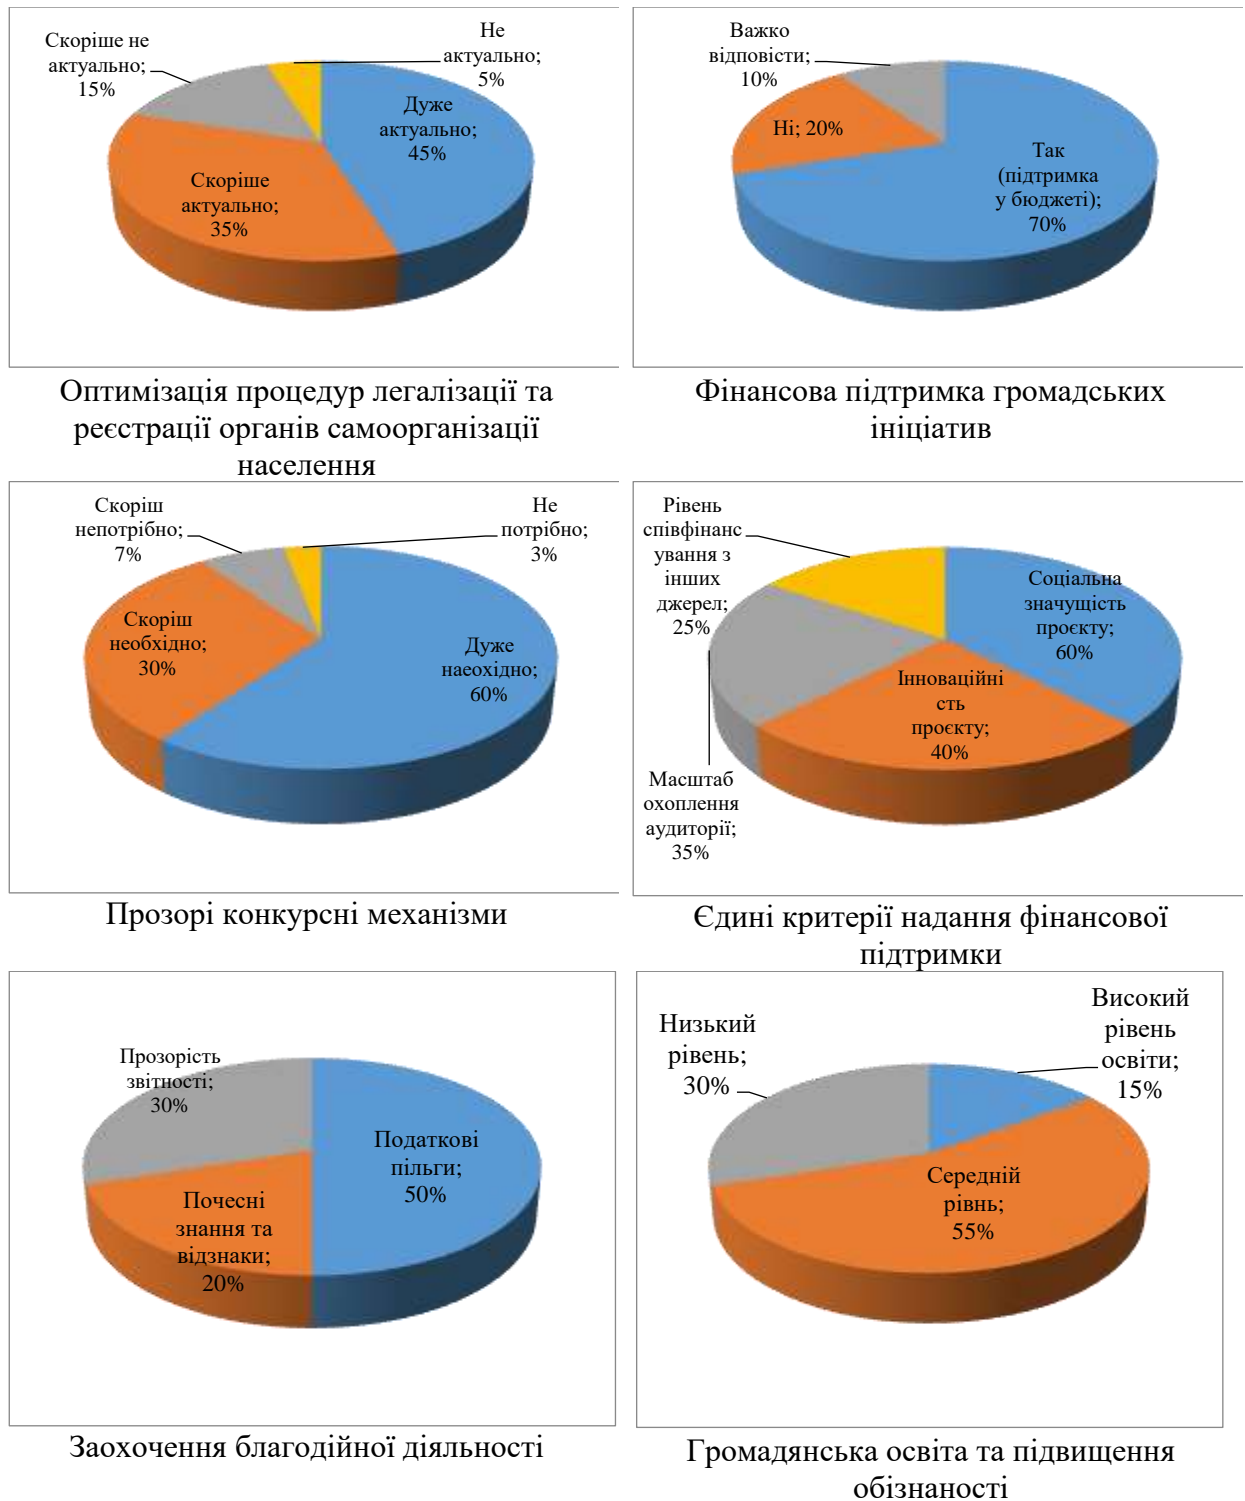 Скоріше не
актуально;
15%
Не
актуально;
5%
Дуже
актуально;
45%
Скоріше
актуально;
35%
Оптимізація процедур легалізації та
реєстрації органів самоорганізації
населення
Важко
відповісти;
10%
Ні; 20%
Так
(підтримка
у бюджеті);
70%
Фінансова підтримка громадських
ініціатив
Скоріш
непотрібно;
7%
Не
потрібно;
3%
Скоріш
необхідно;
30%
Дуже
наеохідно;
60%
Прозорі конкурсні механізми
Рівень
співфінанс
ування з
інших
джерел;
25%
Соціальна
значущість
проєкту;
60%
Інноваційні
сть
проєкту;
40%
Масштаб
охоплення
аудиторії;
35%
Єдині критерії надання фінансової
підтримки
Прозорість
звітності;
30%
Податкові
пільги;
50%
Почесні
знання та
відзнаки;
20%
Заохочення благодійної діяльності
Низький
рівень;
30%
Високий
рівень
освіти;
15%
Середній
рівнь;
55%
Громадянська освіта та підвищення
обізнаності